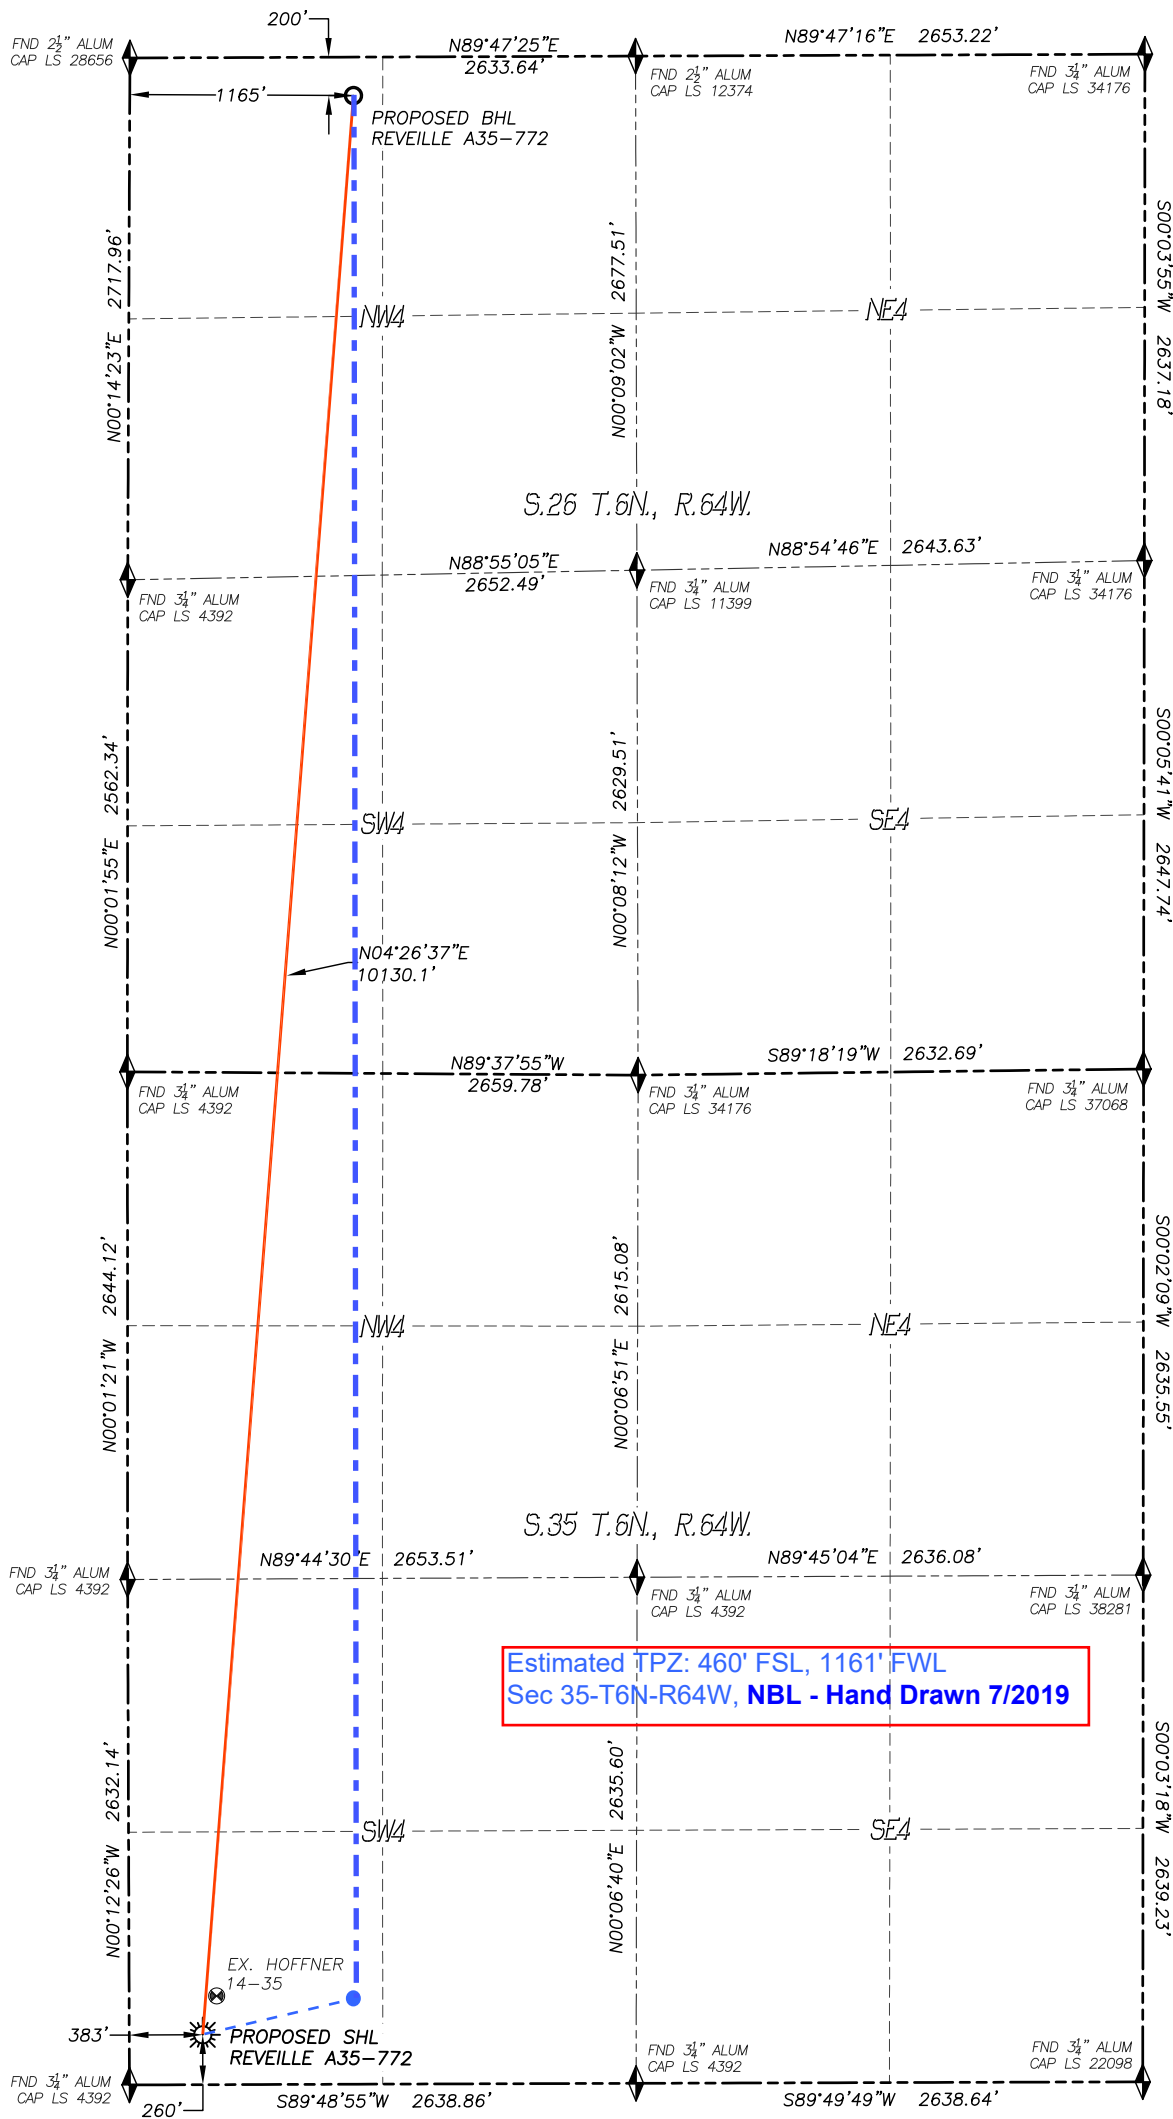 200'
FND 2½" ALUM
CAP LS 28656
N89°47'25"E
2633.64'
N89°47'16"E 2653.22'
FND 2½" ALUM
CAP LS 12374
FND 3¼" ALUM
CAP LS 34176
1165'
PROPOSED BHL
REVEILLE A35-772
N00°14'23"E 2717.96'
N00°09'02"W 2677.51'
S00°03'55"W 2637.18'
NW4
NE4
S.26 T.6N., R.64W.
N88°55'05"E
2652.49'
N88°54'46"E 2643.63'
FND 3¼" ALUM
CAP LS 4392
FND 3¼" ALUM
CAP LS 11399
FND 3¼" ALUM
CAP LS 34176
N00°01'55"E 2562.34'
N00°08'12"W 2629.51'
S00°05'41"W 2647.74'
SW4
SE4
N04°26'37"E
10130.1'
N89°37'55"W
2659.78'
S89°18'19"W 2632.69'
FND 3¼" ALUM
CAP LS 4392
FND 3¼" ALUM
CAP LS 34176
FND 3¼" ALUM
CAP LS 37068
N00°01'21"W 2644.12'
N00°06'51"E 2615.08'
S00°02'09"W 2635.55'
NW4
NE4
S.35 T.6N., R.64W.
N89°44'30"E 2653.51'
N89°45'04"E 2636.08'
FND 3¼" ALUM
CAP LS 4392
FND 3¼" ALUM
CAP LS 4392
FND 3¼" ALUM
CAP LS 38281
Estimated TPZ: 460' FSL, 1161' FWL
Sec 35-T6N-R64W, NBL - Hand Drawn 7/2019
N00°12'26"W 2632.14'
N00°06'40"E 2635.60'
S00°03'18"W 2639.23'
SW4
SE4
EX. HOFFNER
14-35
383'
PROPOSED SHL
REVEILLE A35-772
FND 3¼" ALUM
CAP LS 4392
FND 3¼" ALUM
CAP LS 4392
FND 3¼" ALUM
CAP LS 22098
260'
S89°48'55"W 2638.86'
S89°49'49"W 2638.64'